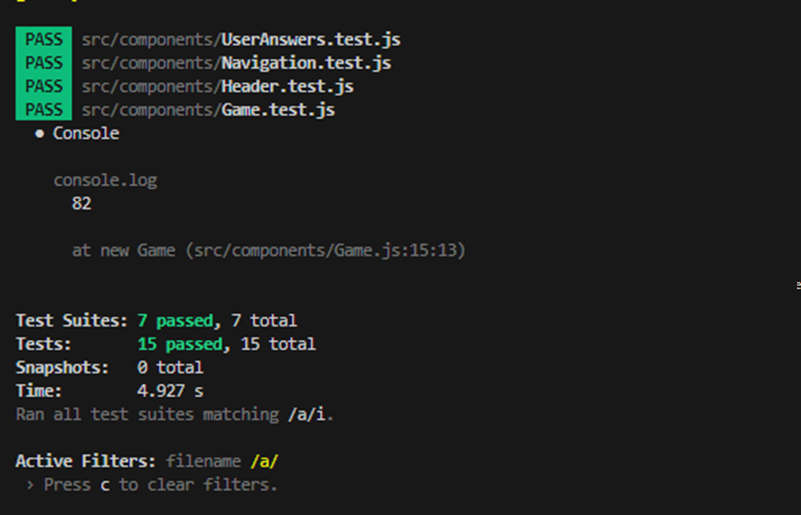 PASS src/components/UserAnswers.test.js
PASS src/components/Navigation.test.js
PASS src/components/Header.test.js
PASS src/components/Game.test.js
● Console
console.log
82
at new Game (src/components/Game.js:15:13)
Test Suites: 7 passed, 7 total
Tests: 15 passed, 15 total
Snapshots: 0 total
Time: 4.927 s
Ran all test suites matching /a/i.
Active Filters: filename /a/
› Press c to clear filters.